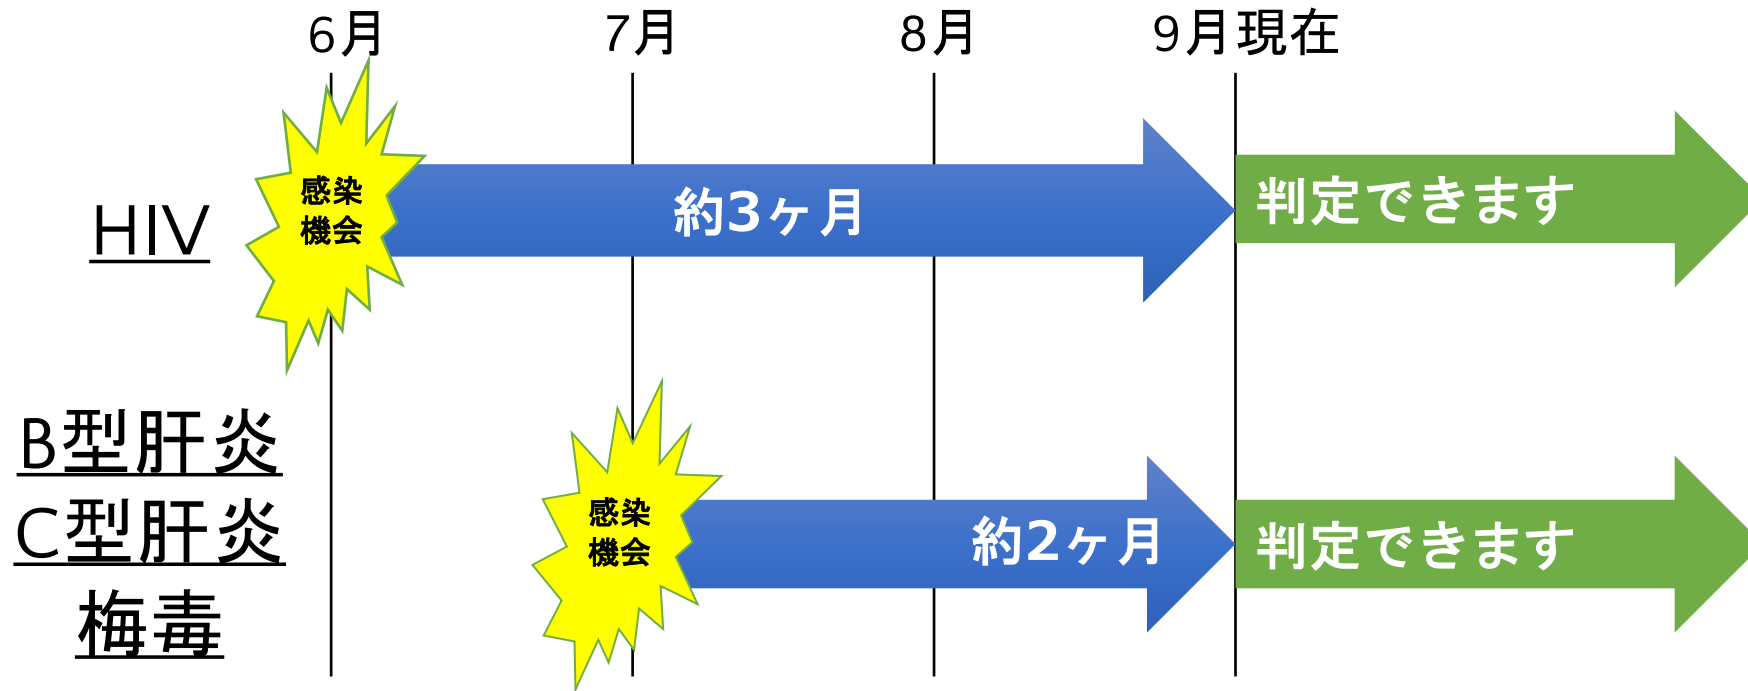 6月 7月 8月 9月現在
HIV
感染
機会
約3ヶ月
判定できます
B型肝炎
C型肝炎
梅毒
感染
機会
約2ヶ月
判定できます